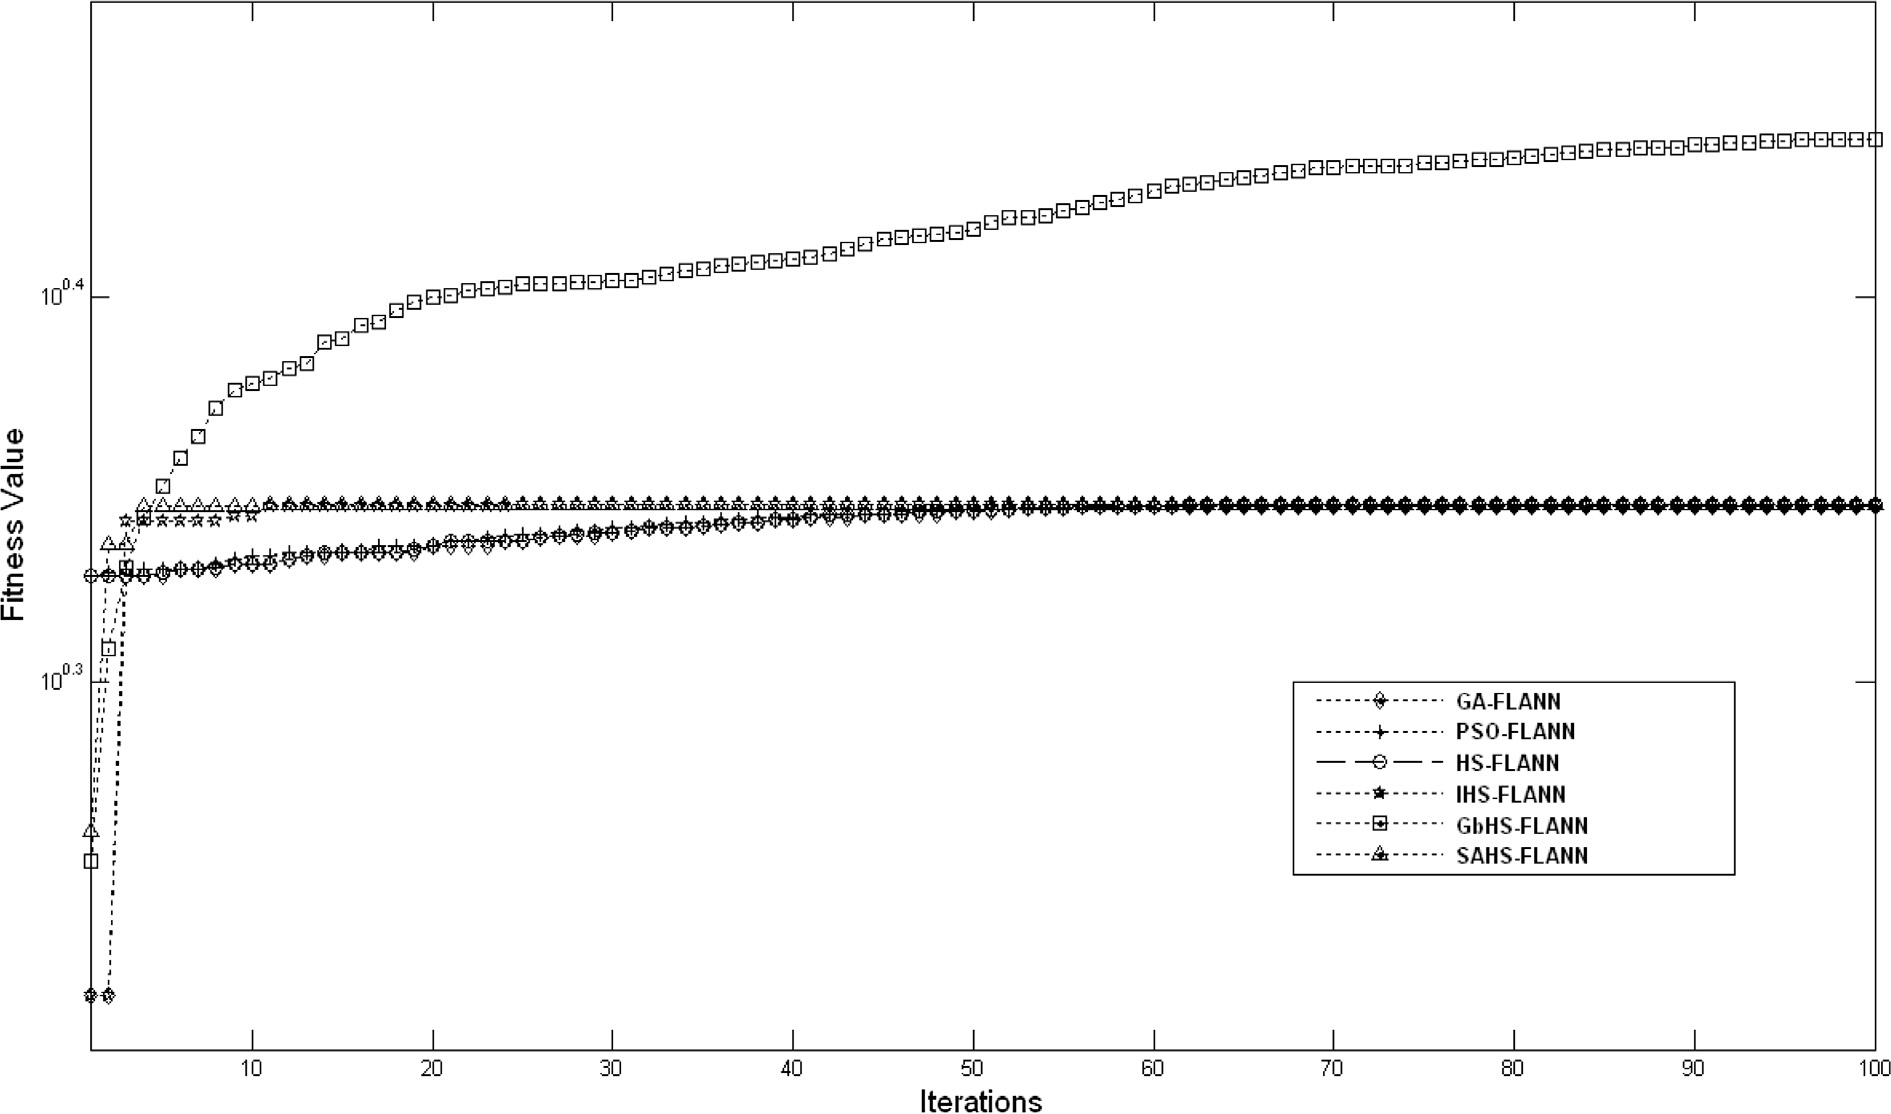 Fitness Value
10^0.4
10^0.3
GA-FLANN
PSO-FLANN
HS-FLANN
IHS-FLANN
GbHS-FLANN
SAHS-FLANN
10 20 30 40 50 60 70 80 90 100
Iterations